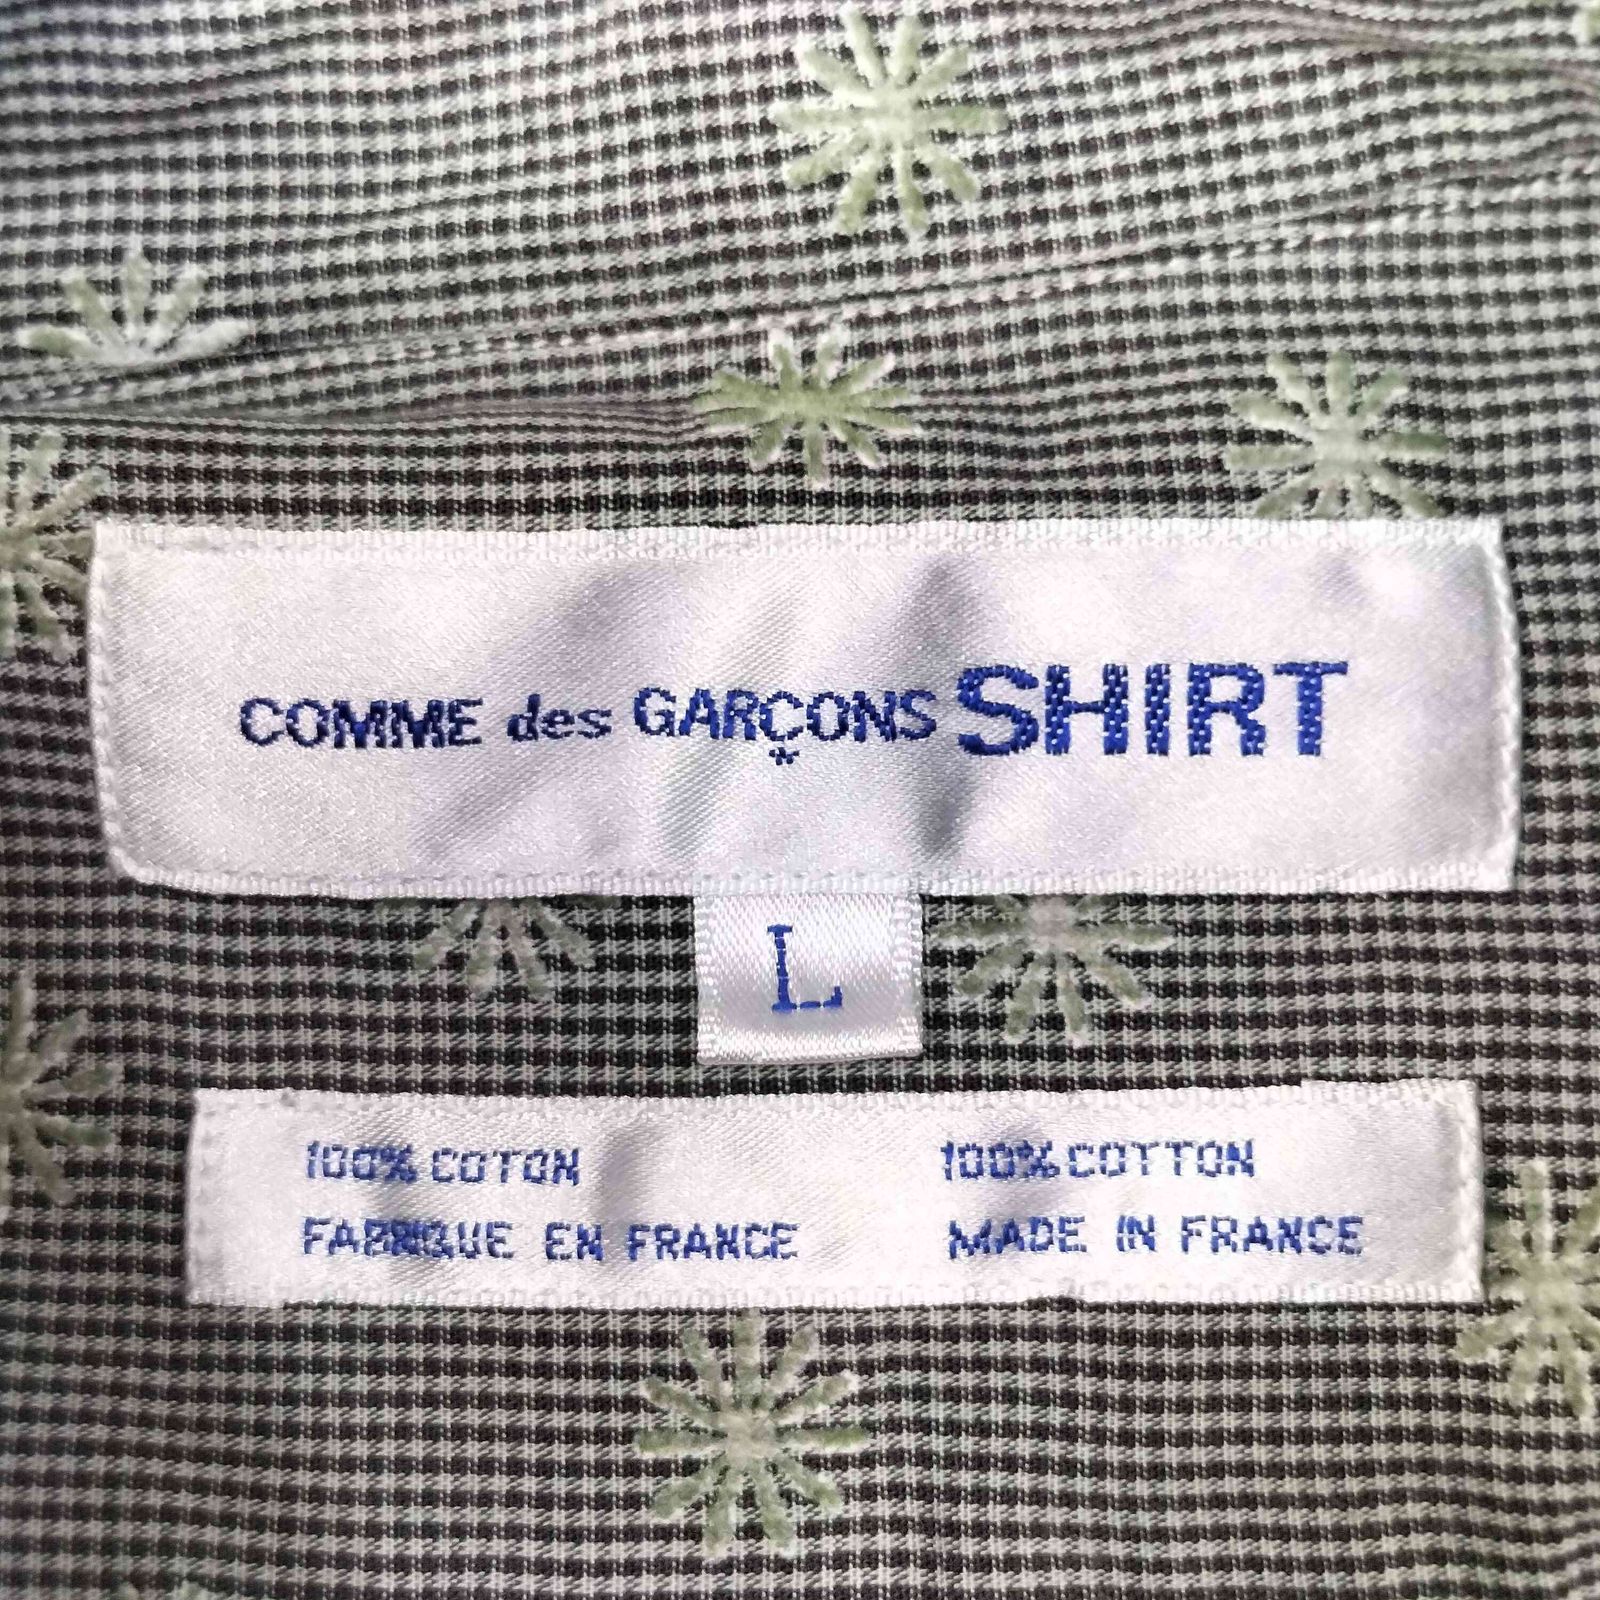 COMME des GARÇONS SHIRT
L
100% COTON
FABRIQUE EN FRANCE
100% COTTON
MADE IN FRANCE